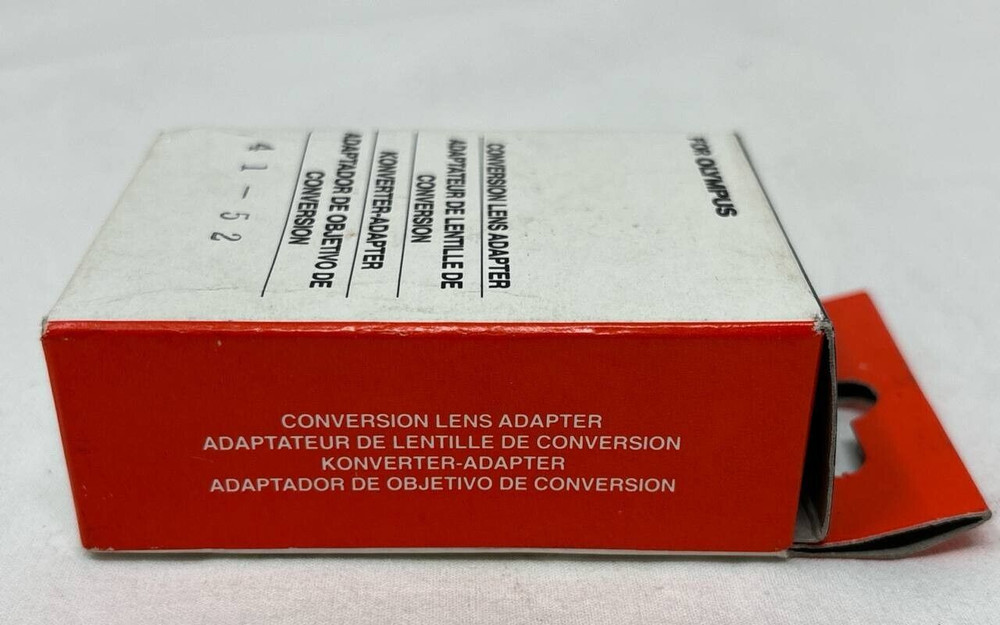 FOR OLYMPUS
CONVERSION LENS ADAPTER
ADAPTATEUR DE LENTILLE DE
CONVERSION
KONVERTER-ADAPTER
ADAPTADOR DE OBJETIVO DE
CONVERSION
41-52
CONVERSION LENS ADAPTER
ADAPTATEUR DE LENTILLE DE CONVERSION
KONVERTER-ADAPTER
ADAPTADOR DE OBJETIVO DE CONVERSION